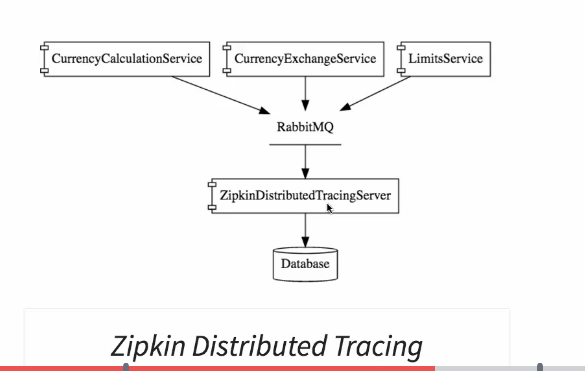 CurrencyCalculationService
CurrencyExchangeService
LimitsService
RabbitMQ
ZipkinDistributedTracingServer
Database
Zipkin Distributed Tracing